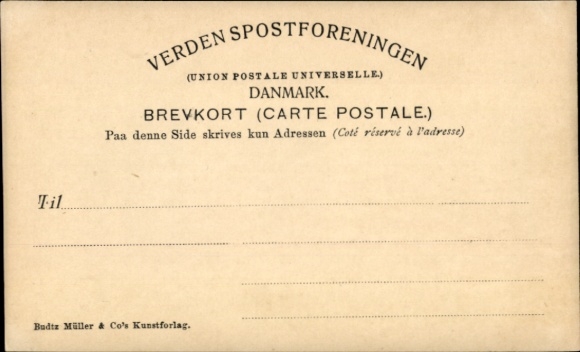 VERDENSPOSTFORENINGEN
(UNION POSTALE UNIVERSELLE.)
DANMARK.
BREVKORT (CARTE POSTALE.)
Paa denne Side skrives kun Adressen (Coté réservé à l'adresse)
Til
Budtz Müller & Co's Kunstforlag.